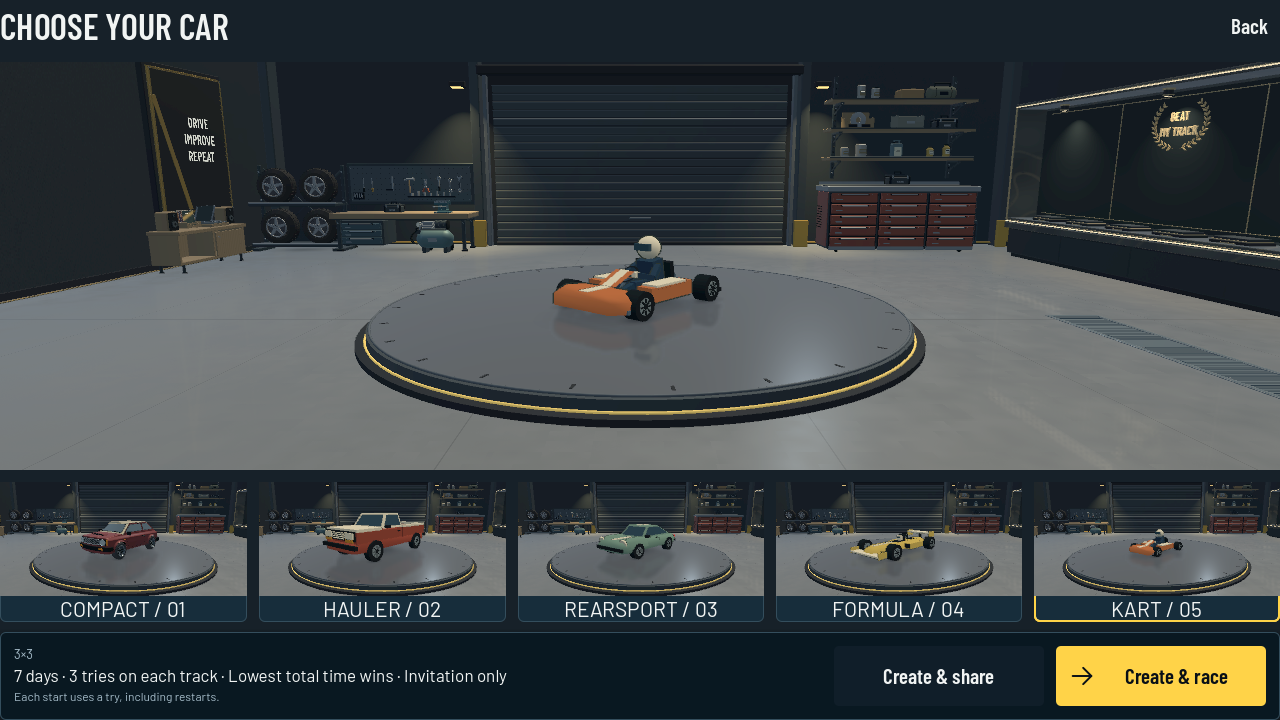 CHOOSE YOUR CAR
Back
DRIVE
IMPROVE
REPEAT
BEAT
MY TRACK
COMPACT / 01
HAULER / 02
REARSPORT / 03
FORMULA / 04
KART / 05
3×3
7 days · 3 tries on each track · Lowest total time wins · Invitation only
Each start uses a try, including restarts.
Create & share
→ Create & race